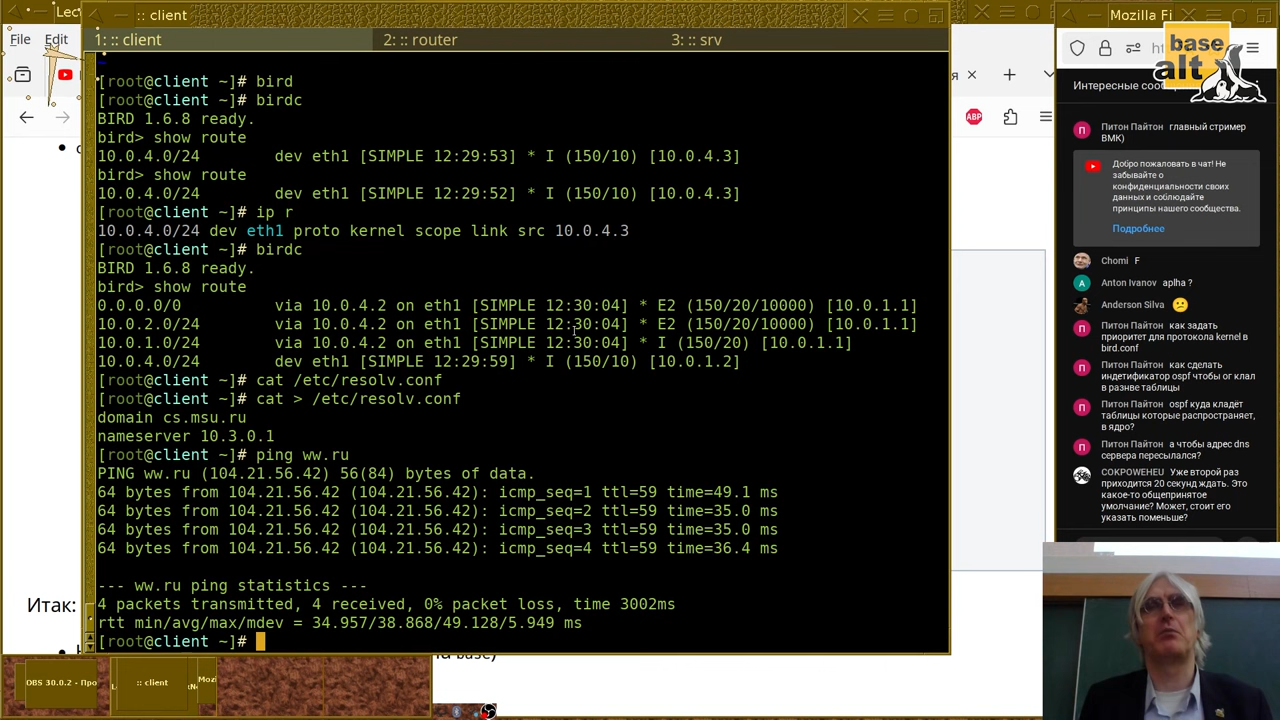 Lec
:: client
Mozilla Fi
File
Edit
1: :: client
2: :: router
3: :: srv
base
alt
я
ABP
Интересные сооб
[root@client ~]# bird
[root@client ~]# birdc
BIRD 1.6.8 ready.
bird> show route
10.0.4.0/24 dev eth1 [SIMPLE 12:29:53] * I (150/10) [10.0.4.3]
bird> show route
10.0.4.0/24 dev eth1 [SIMPLE 12:29:52] * I (150/10) [10.0.4.3]
[root@client ~]# ip r
10.0.4.0/24 dev eth1 proto kernel scope link src 10.0.4.3
[root@client ~]# birdc
BIRD 1.6.8 ready.
bird> show route
0.0.0.0/0 via 10.0.4.2 on eth1 [SIMPLE 12:30:04] * E2 (150/20/10000) [10.0.1.1]
10.0.2.0/24 via 10.0.4.2 on eth1 [SIMPLE 12:30:04] * E2 (150/20/10000) [10.0.1.1]
10.0.1.0/24 via 10.0.4.2 on eth1 [SIMPLE 12:30:04] * I (150/20) [10.0.1.1]
10.0.4.0/24 dev eth1 [SIMPLE 12:29:59] * I (150/10) [10.0.1.2]
[root@client ~]# cat /etc/resolv.conf
[root@client ~]# cat > /etc/resolv.conf
domain cs.msu.ru
nameserver 10.3.0.1
[root@client ~]# ping ww.ru
PING ww.ru (104.21.56.42) 56(84) bytes of data.
64 bytes from 104.21.56.42 (104.21.56.42): icmp_seq=1 ttl=59 time=49.1 ms
64 bytes from 104.21.56.42 (104.21.56.42): icmp_seq=2 ttl=59 time=35.0 ms
64 bytes from 104.21.56.42 (104.21.56.42): icmp_seq=3 ttl=59 time=35.0 ms
64 bytes from 104.21.56.42 (104.21.56.42): icmp_seq=4 ttl=59 time=36.4 ms
--- ww.ru ping statistics ---
4 packets transmitted, 4 received, 0% packet loss, time 3002ms
rtt min/avg/max/mdev = 34.957/38.868/49.128/5.949 ms
[root@client ~]#
П
Питон Пайтон главный стример
ВМК)
Добро пожаловать в чат! Не
забывайте о
конфиденциальности своих
данных и соблюдайте
принципы нашего сообщества.
Подробнее
Chomi F
A
Anton Ivanov aplha ?
Anderson Silva
П
Питон Пайтон как задать
приоритет для протокола kernel в
bird.conf
П
Питон Пайтон как сделать
индетификатор ospf чтобы ог клал
в разнве таблицы
П
Питон Пайтон ospf куда кладёт
таблицы которые распространяет,
в ядро?
П
Питон Пайтон а чтобы адрес dns
сервера пересылался?
COKPOWEHEU Уже второй раз
приходится 20 секунд ждать. Это
какое-то общепринятое
умолчание? Может, стоит его
указать поменьше?
Итак:
OBS 30.0.2 - Про
:: client
Mozi